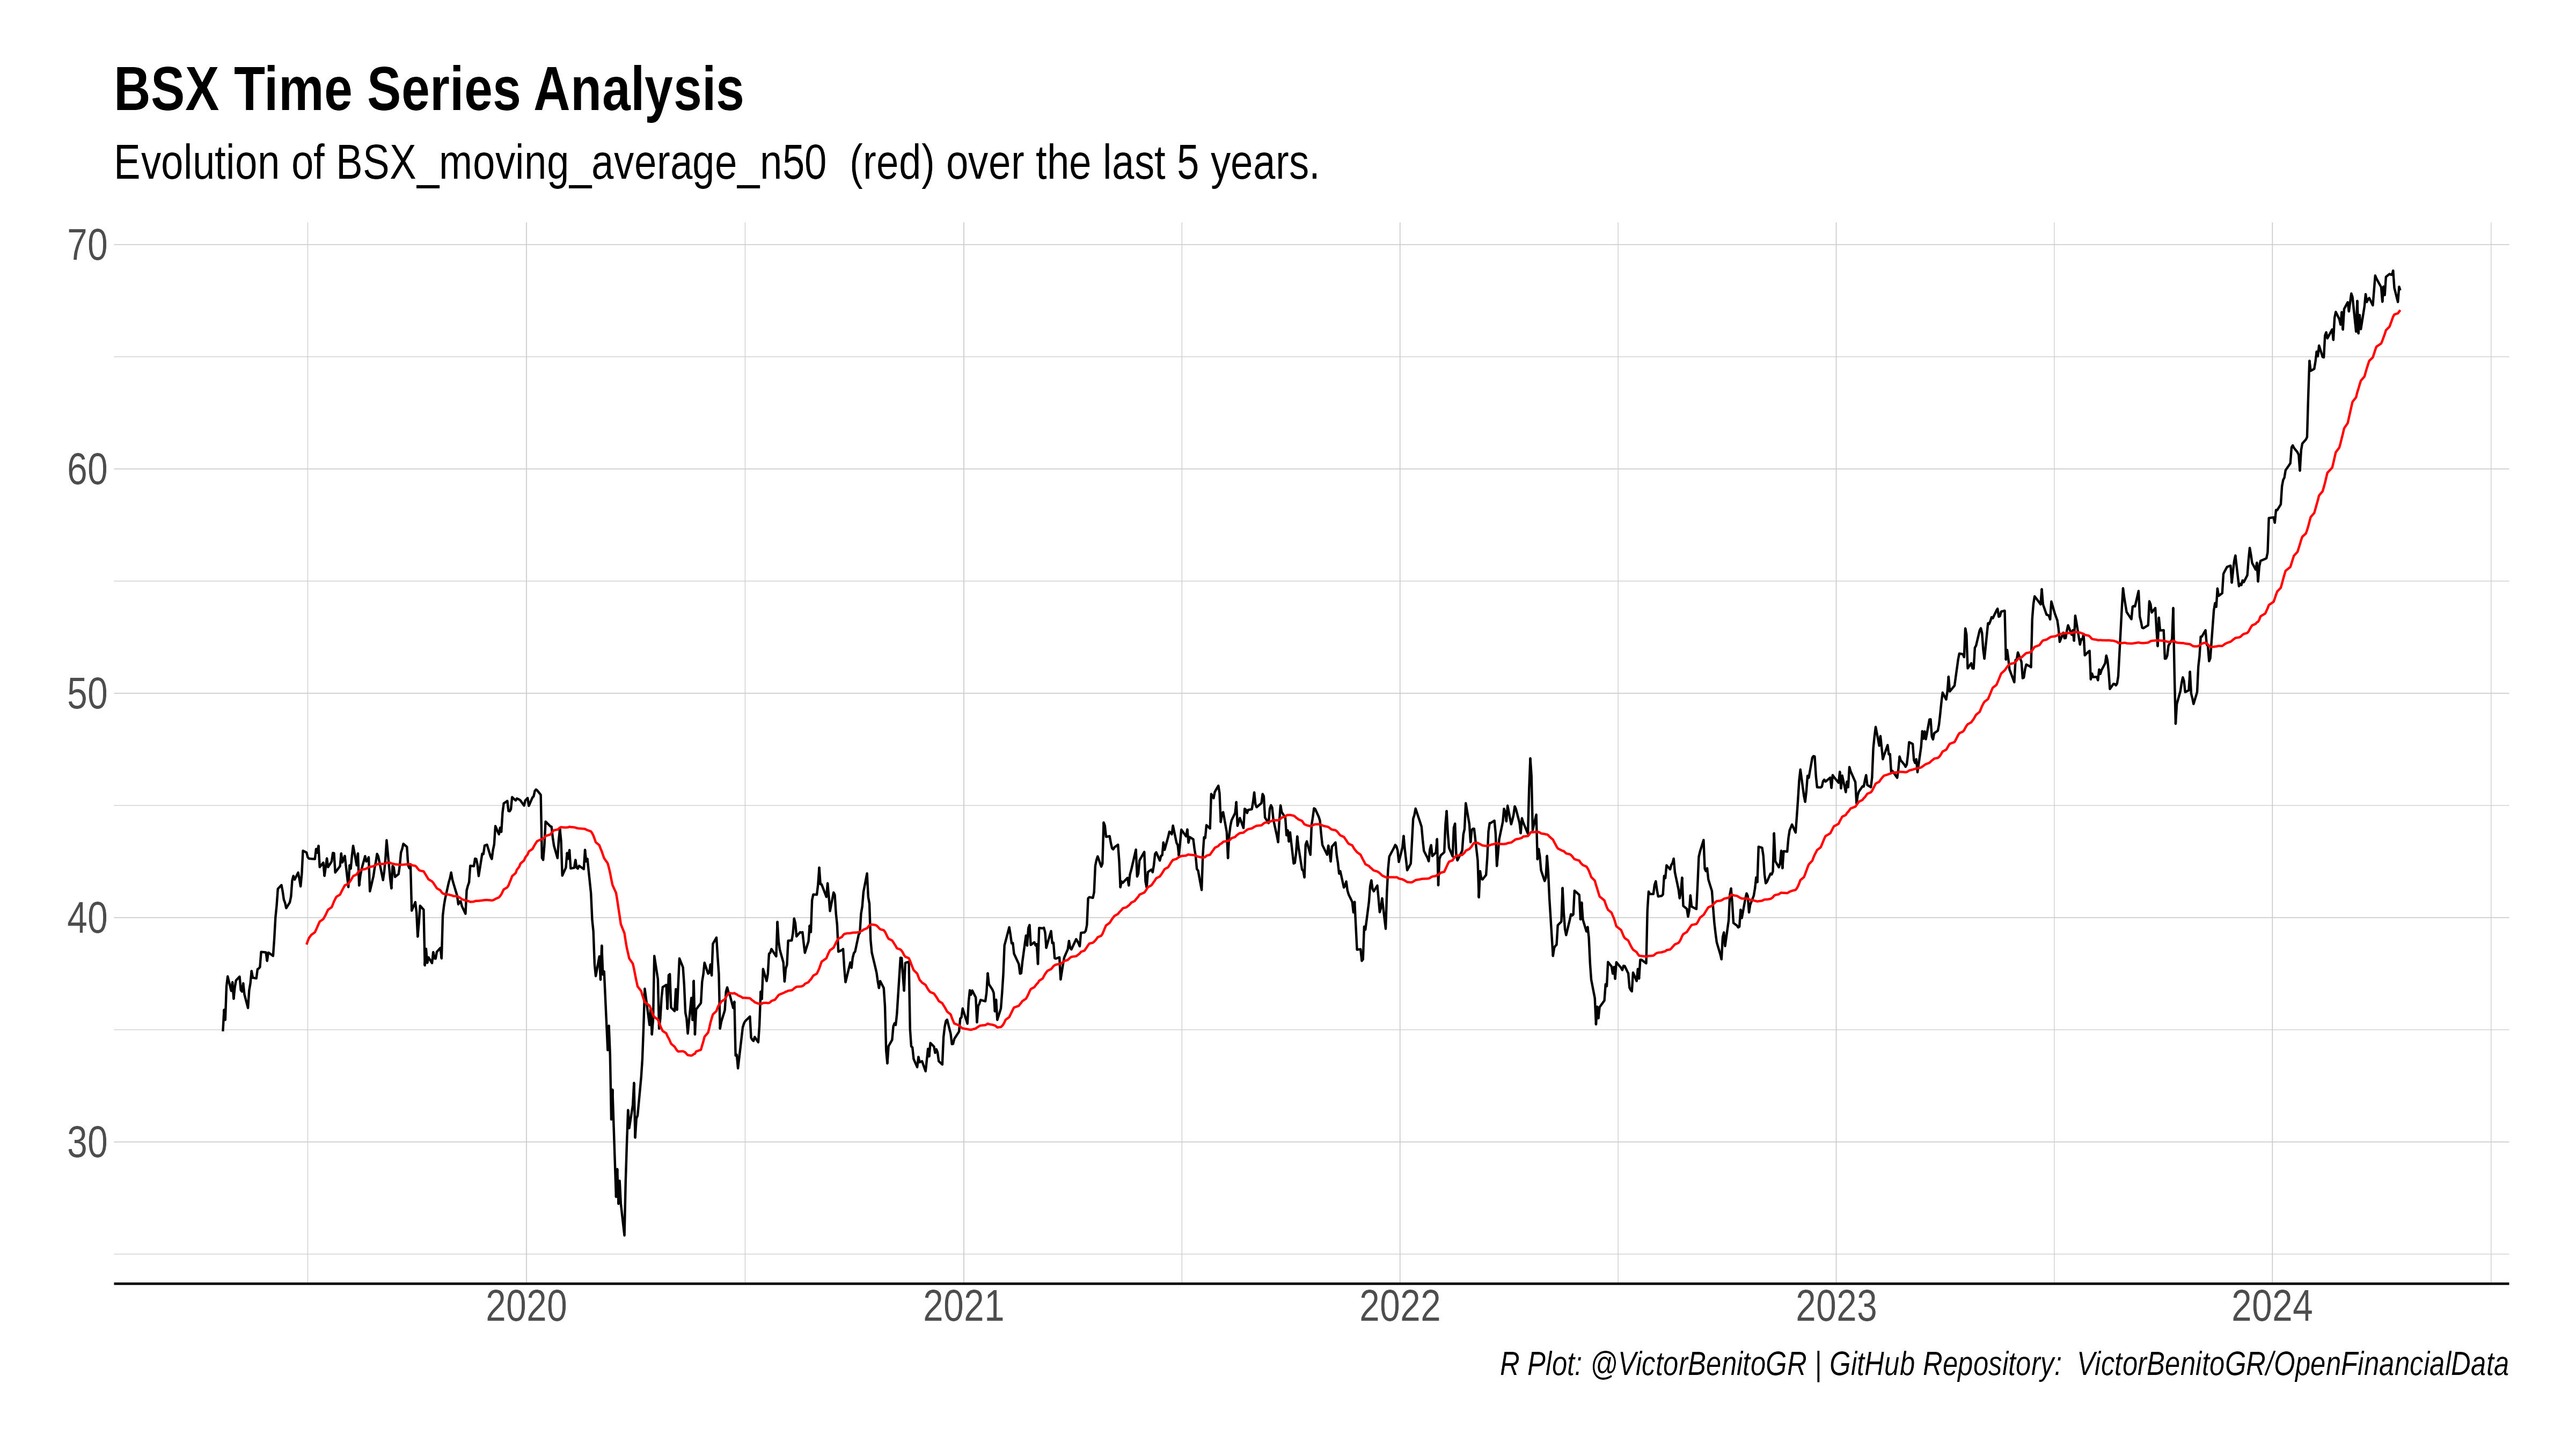 BSX Time Series Analysis
Evolution of BSX_moving_average_n50  (red) over the last 5 years.
70
60
50
40
30
2020 2021 2022 2023 2024
R Plot: @VictorBenitoGR | GitHub Repository:  VictorBenitoGR/OpenFinancialData